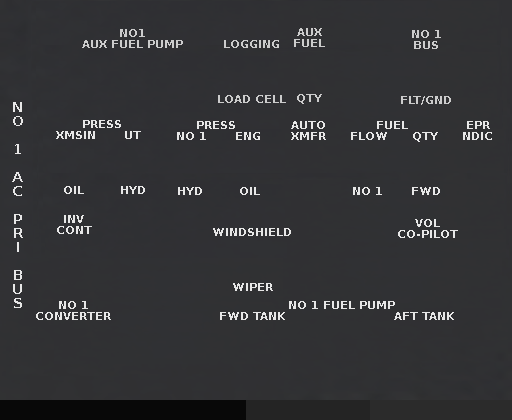 NO1
AUX FUEL PUMP
LOGGING
AUX
FUEL
NO 1
BUS
LOAD CELL
QTY
FLT/GND
NO 1 AC PRI BUS
PRESS
XMSIN
UT
PRESS
NO 1
ENG
AUTO
XMFR
FUEL
FLOW
QTY
EPR
NDIC
OIL
HYD
HYD
OIL
NO 1
FWD
INV
CONT
WINDSHIELD
VOL
CO-PILOT
WIPER
NO 1
CONVERTER
NO 1 FUEL PUMP
FWD TANK
AFT TANK